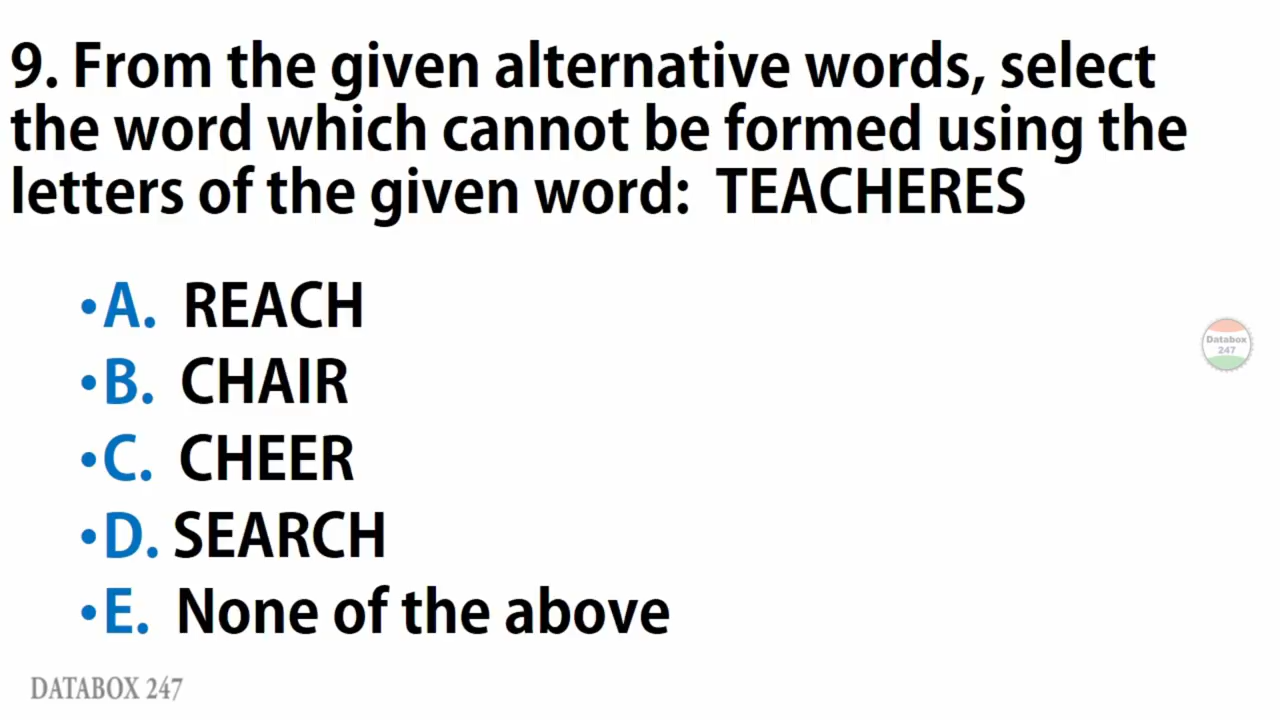 9. From the given alternative words, select
the word which cannot be formed using the
letters of the given word: TEACHERES
•A. REACH
•B. CHAIR
•C. CHEER
•D. SEARCH
•E. None of the above
Databox
247
DATABOX 247